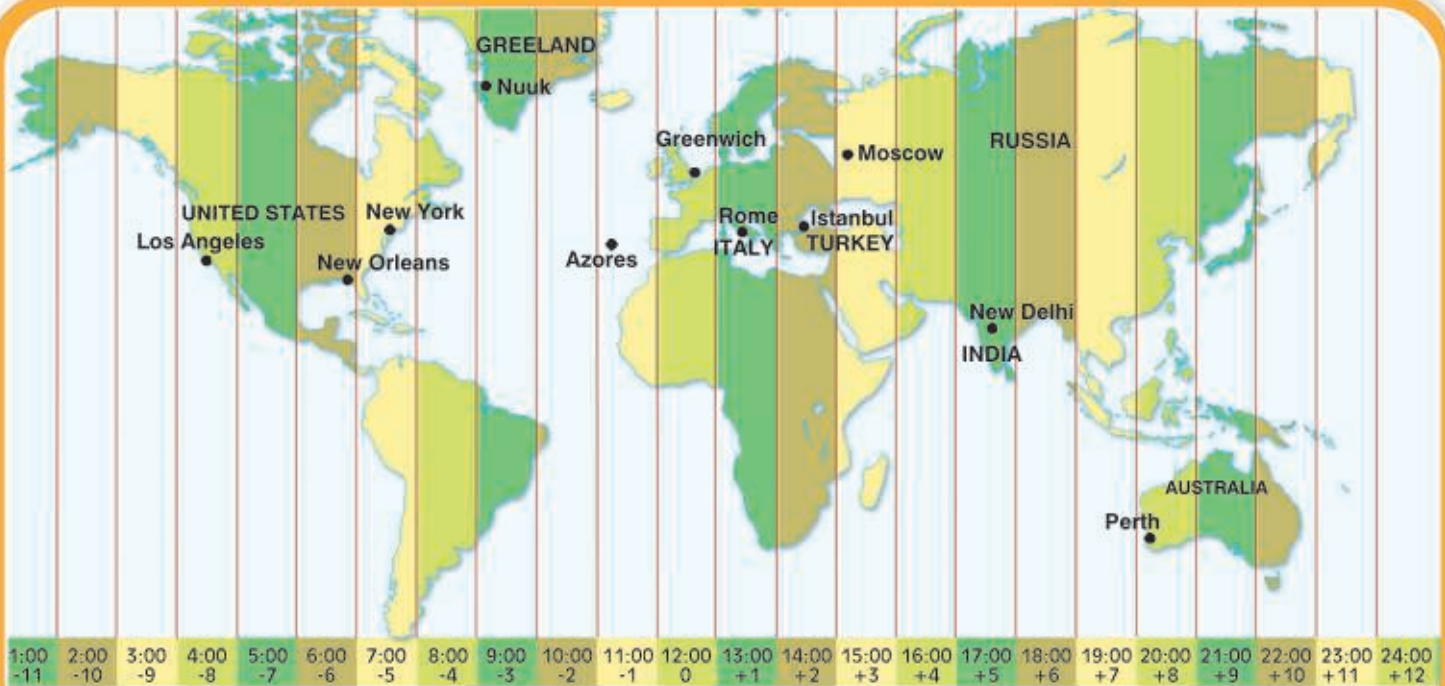 GREELAND
Nuuk
Greenwich
Moscow
RUSSIA
UNITED STATES
New York
Rome
Istanbul
Los Angeles
ITALY
TURKEY
New Orleans
Azores
New Delhi
INDIA
AUSTRALIA
Perth
1:00 2:00 3:00 4:00 5:00 6:00 7:00 8:00 9:00 10:00 11:00 12:00 13:00 14:00 15:00 16:00 17:00 18:00 19:00 20:00 21:00 22:00 23:00 24:00
-11 -10 -9 -8 -7 -6 -5 -4 -3 -2 -1 0 +1 +2 +3 +4 +5 +6 +7 +8 +9 +10 +11 +12